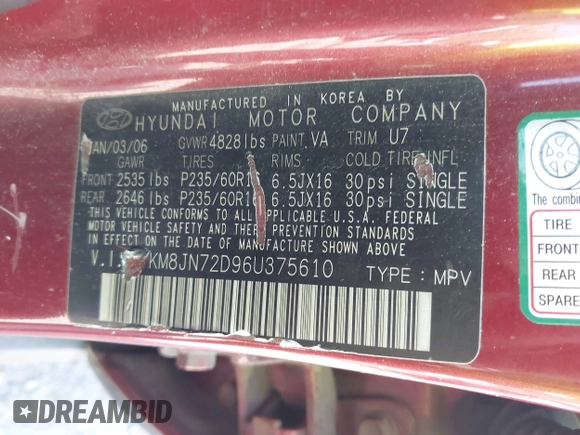 MANUFACTURED IN KOREA BY
HYUNDAI MOTOR COMPANY
JAN/03/06 GVWR 4828 lbs PAINT. VA TRIM U7
GAWR TIRES RIMS COLD TIRE INFL
FRONT 2535 lbs P235/60R16 6.5JX16 30psi SINGLE
REAR 2646 lbs P235/60R16 6.5JX16 30psi SINGLE
THIS VEHICLE CONFORMS TO ALL APPLICABLE U.S.A. FEDERAL
MOTOR VEHICLE SAFETY AND THEFT PREVENTION STANDARDS
IN EFFECT ON THE DATE OF MANUFACTURE SHOWN ABOVE.
V.I. KM8JN72D96U375610 TYPE : MPV
The combin
TIRE
FRONT
REAR
SPARE
DREAMBID